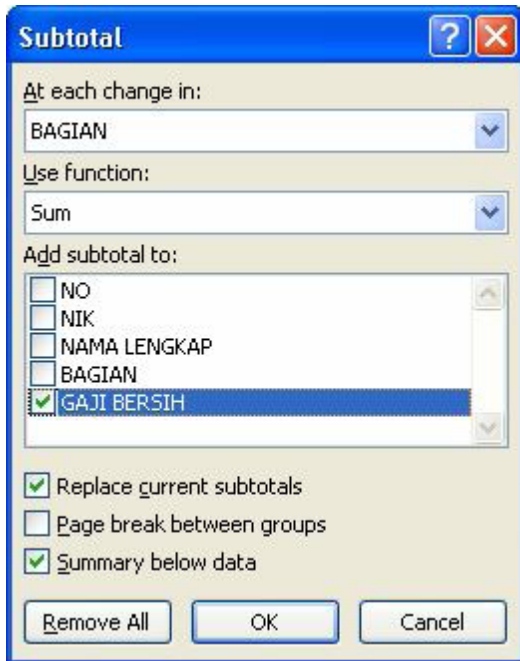 Subtotal
?
At each change in:
BAGIAN
Use function:
Sum
Add subtotal to:
NO
NIK
NAMA LENGKAP
BAGIAN
GAJI BERSIH
Replace current subtotals
Page break between groups
Summary below data
Remove All OK Cancel